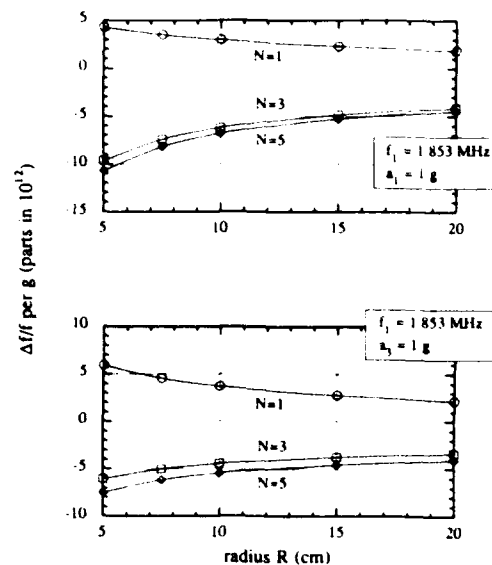 5
0
-5
-10
-15
N=1
N=3
N=5
f₁ = 1 853 MHz
a₁ = 1 g
5
10
15
20
Δf/f per g (parts in 10¹²)
10
5
0
-5
-10
f₁ = 1 853 MHz
a₃ = 1 g
N=1
N=3
N=5
5
10
15
20
radius R (cm)